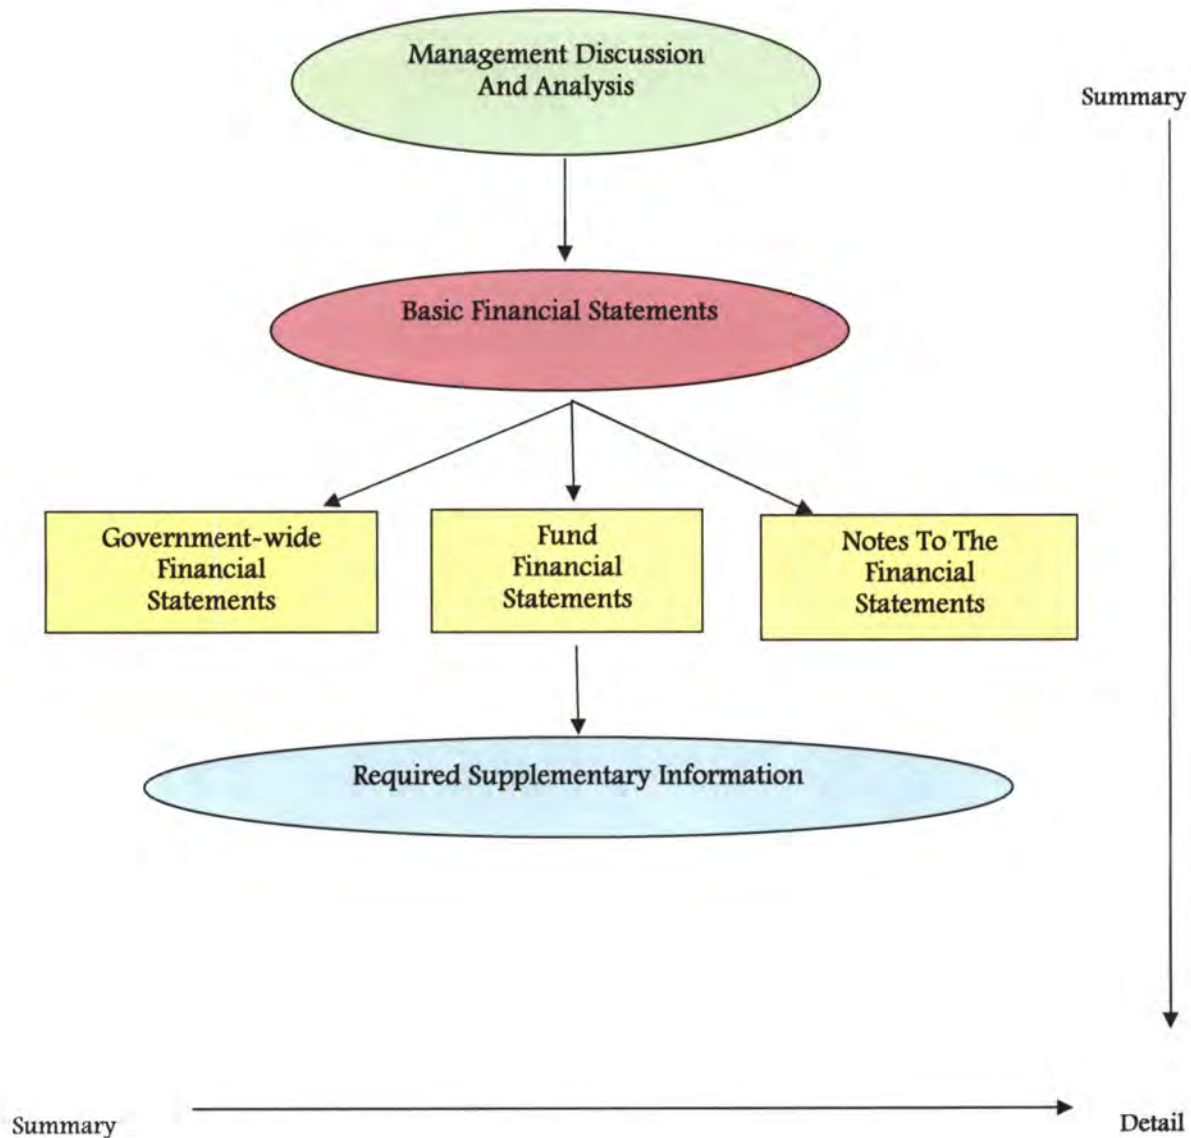 Management Discussion
And Analysis
Summary
Basic Financial Statements
Government-wide
Financial
Statements
Fund
Financial
Statements
Notes To The
Financial
Statements
Required Supplementary Information
Summary
Detail